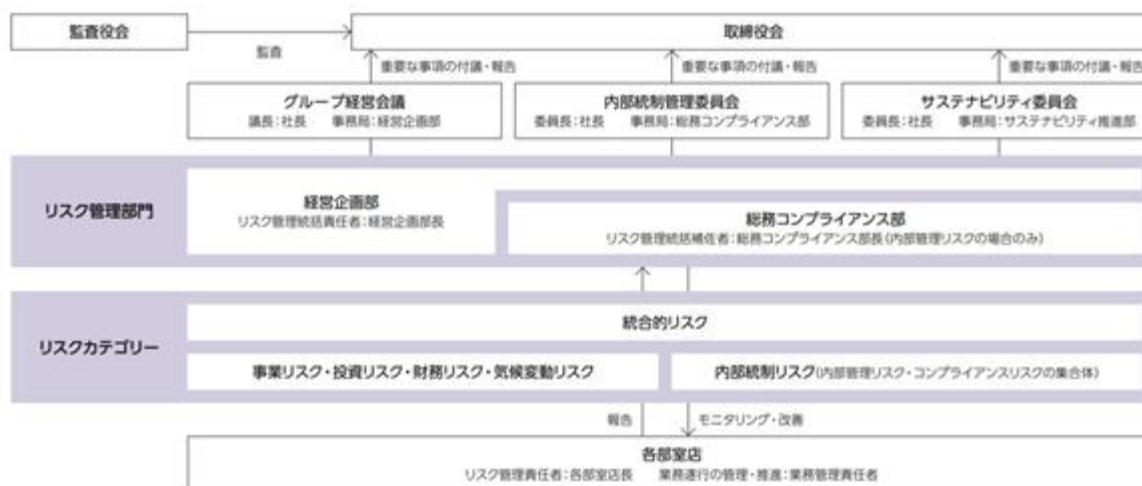 監査役会
監査
取締役会
重要な事項の付議・報告
重要な事項の付議・報告
重要な事項の付議・報告
グループ経営会議
議長:社長 事務局:経営企画部
内部統制管理委員会
委員長:社長 事務局:総務コンプライアンス部
サステナビリティ委員会
委員長:社長 事務局:サステナビリティ推進部
リスク管理部門
経営企画部
リスク管理統括責任者:経営企画部長
総務コンプライアンス部
リスク管理統括補佐者:総務コンプライアンス部長(内部管理リスクの場合のみ)
リスクカテゴリー
統合的リスク
事業リスク・投資リスク・財務リスク・気候変動リスク
内部統制リスク(内部管理リスク・コンプライアンスリスクの集合体)
報告
モニタリング・改善
各部室店
リスク管理責任者:各部室店長 業務遂行の管理・推進:業務管理責任者